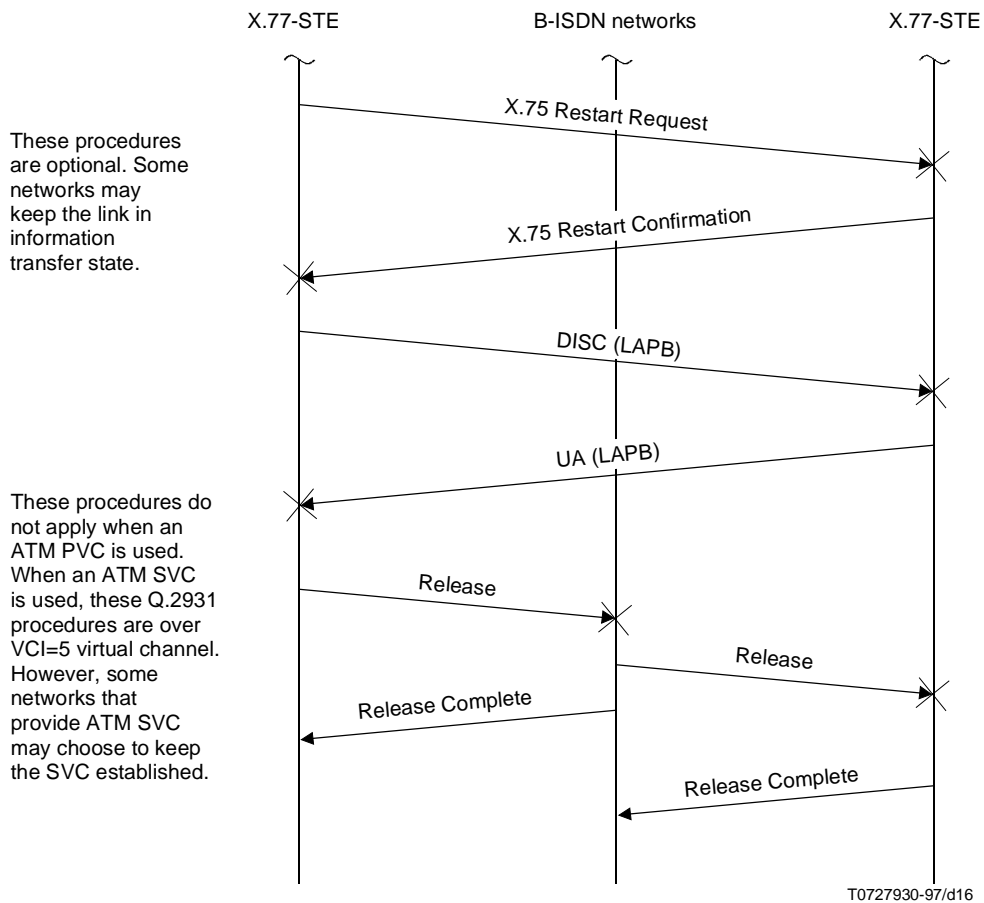 X.77-STE
B-ISDN networks
X.77-STE
X.75 Restart Request
These procedures
are optional. Some
networks may
keep the link in
information
transfer state.
X.75 Restart Confirmation
DISC (LAPB)
UA (LAPB)
These procedures do
not apply when an
ATM PVC is used.
When an ATM SVC
is used, these Q.2931
procedures are over
VCI=5 virtual channel.
However, some
networks that
provide ATM SVC
may choose to keep
the SVC established.
Release
Release
Release Complete
Release Complete
T0727930-97/d16